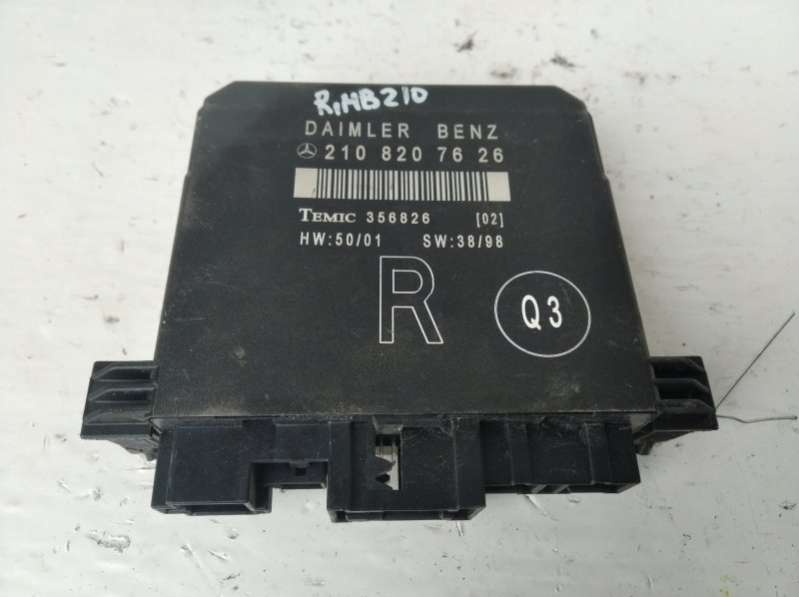 R, MB210
DAIMLER BENZ
210 820 76 26
TEMIC 356826 [02]
HW:50/01 SW:38/98
R
Q3